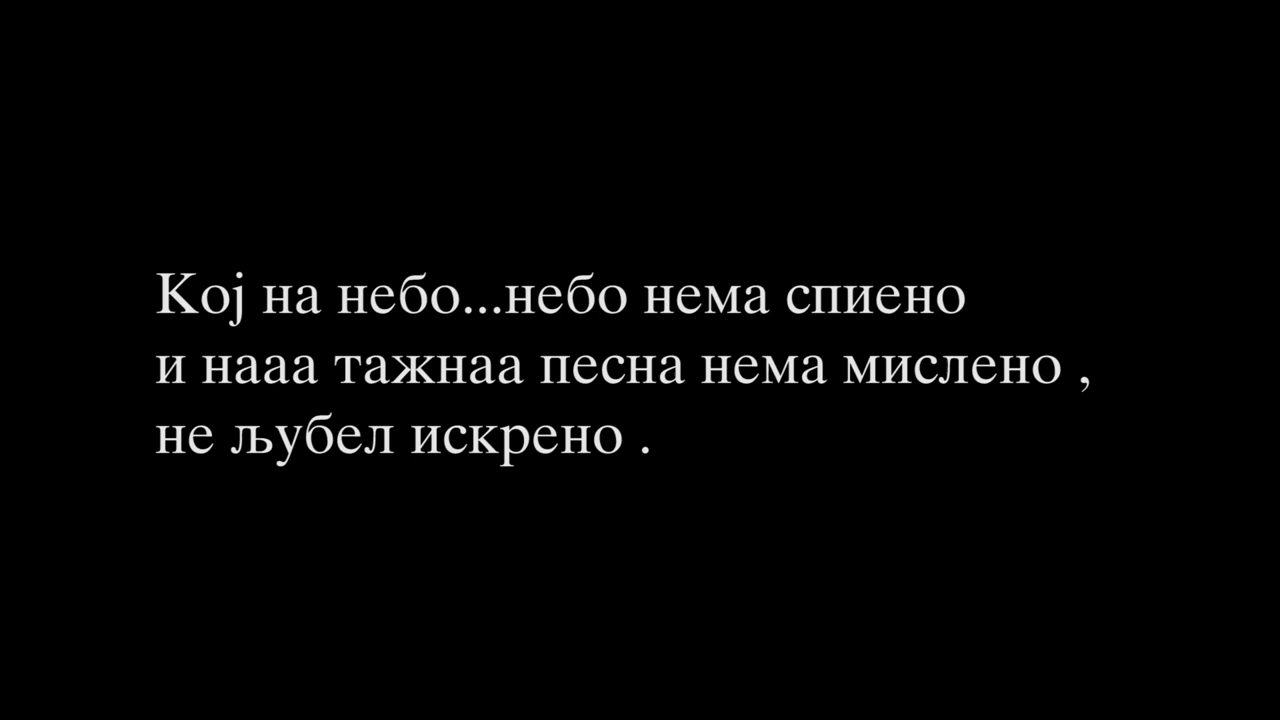 Кој на небо...небо нема спиено
и нааа тажнаа песна нема мислено ,
не љубел искрено .